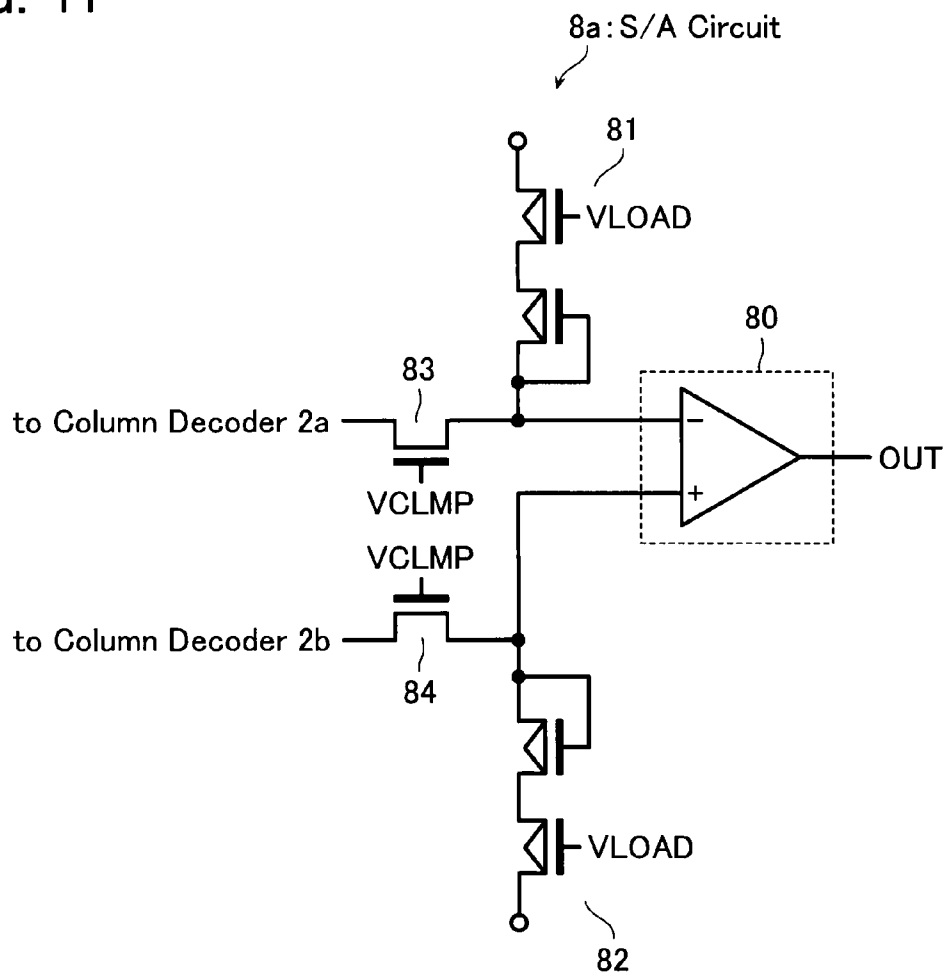 8a:S/A Circuit
81
VLOAD
80
83
to Column Decoder 2a
−
OUT
VCLMP
+
VCLMP
to Column Decoder 2b
84
VLOAD
82